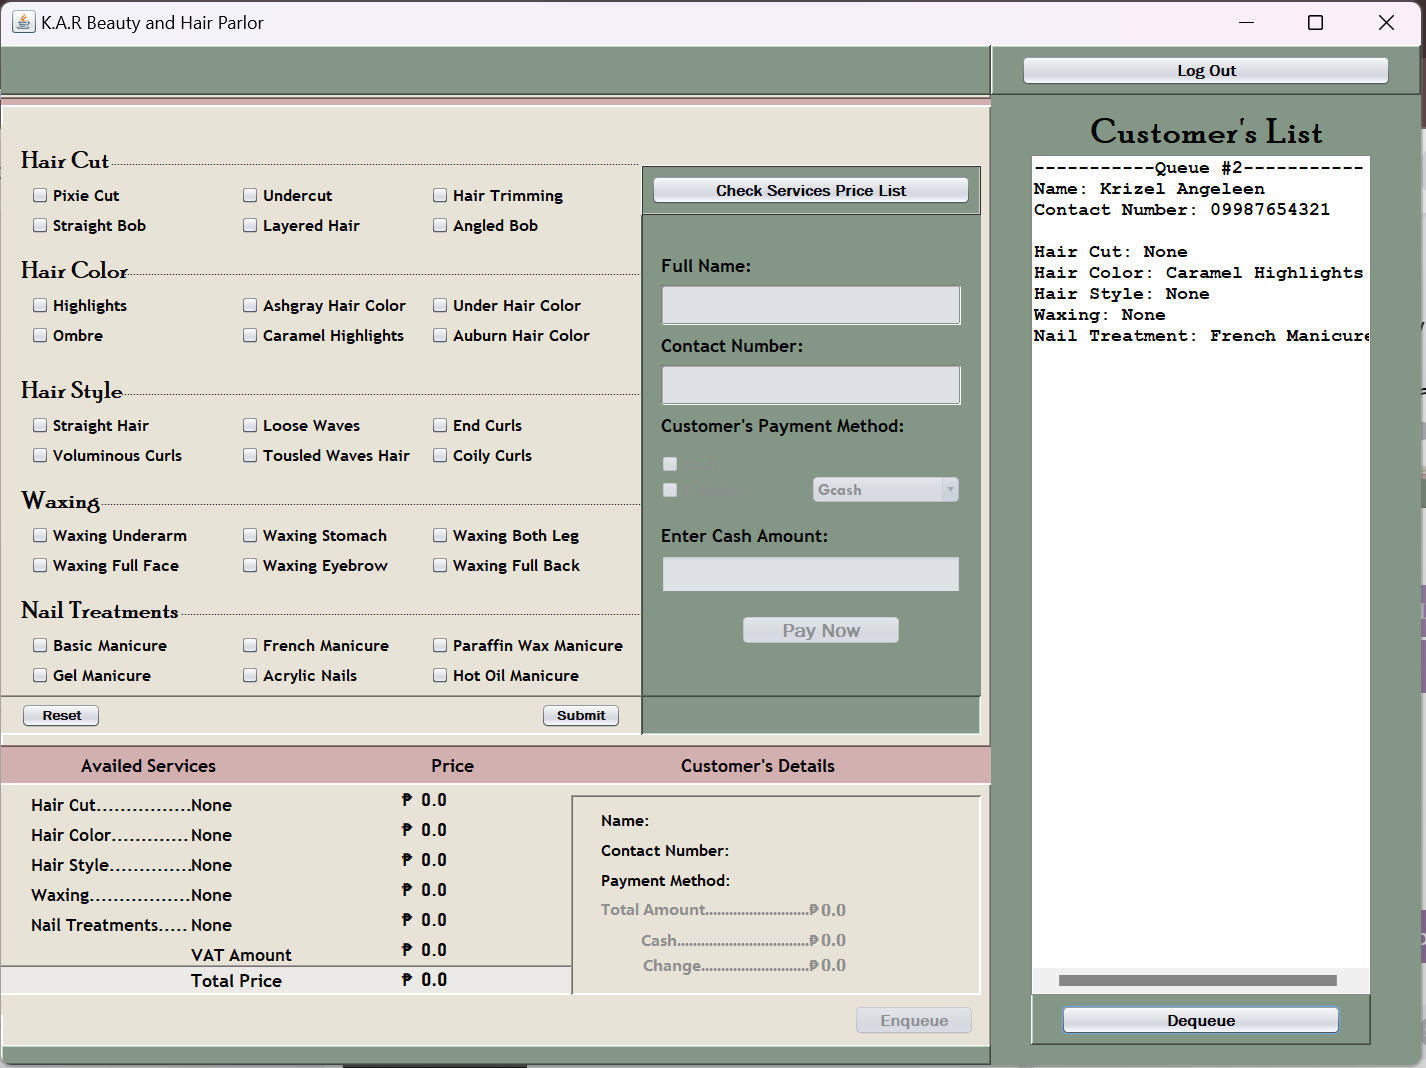 K.A.R Beauty and Hair Parlor
Log Out
Customer's List
Hair Cut
Pixie Cut Undercut Hair Trimming
Straight Bob Layered Hair Angled Bob
Hair Color
Highlights Ashgray Hair Color Under Hair Color
Ombre Caramel Highlights Auburn Hair Color
Hair Style
Straight Hair Loose Waves End Curls
Voluminous Curls Tousled Waves Hair Coily Curls
Waxing
Waxing Underarm Waxing Stomach Waxing Both Leg
Waxing Full Face Waxing Eyebrow Waxing Full Back
Nail Treatments
Basic Manicure French Manicure Paraffin Wax Manicure
Gel Manicure Acrylic Nails Hot Oil Manicure
Reset Submit
Check Services Price List
Full Name:
Contact Number:
Customer's Payment Method:
Gcash
Enter Cash Amount:
Pay Now
-----------Queue #2-----------
Name: Krizel Angeleen
Contact Number: 09987654321
Hair Cut: None
Hair Color: Caramel Highlights
Hair Style: None
Waxing: None
Nail Treatment: French Manicure
Dequeue
Availed Services Price Customer's Details
Hair Cut................None ₱ 0.0
Hair Color.............None ₱ 0.0
Hair Style..............None ₱ 0.0
Waxing.................None ₱ 0.0
Nail Treatments.....None ₱ 0.0
VAT Amount ₱ 0.0
Total Price ₱ 0.0
Name:
Contact Number:
Payment Method:
Total Amount..........................₱0.0
Cash.................................₱0.0
Change...........................₱0.0
Enqueue